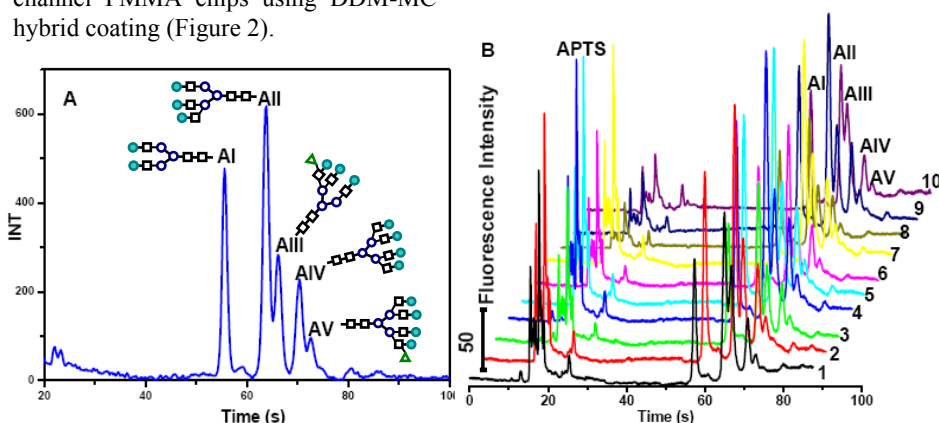 channel PMMA chips using DDM-MC
hybrid coating (Figure 2).
A
INT
600
400
200
0
20
40
60
80
100
Time (s)
AI
AII
AIII
AIV
AV
B
Fluorescence Intensity
50
APTS
AI
AII
AIII
AIV
AV
10
9
8
7
6
5
4
3
2
1
0
20
40
60
80
100
Time (s)